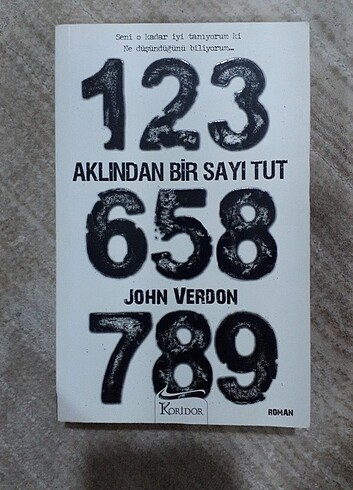 Seni o kadar iyi tanıyorum ki
Ne düşündüğünü biliyorum...
123
AKLINDAN BİR SAYI TUT
658
JOHN VERDON
789
KORİDOR
ROMAN